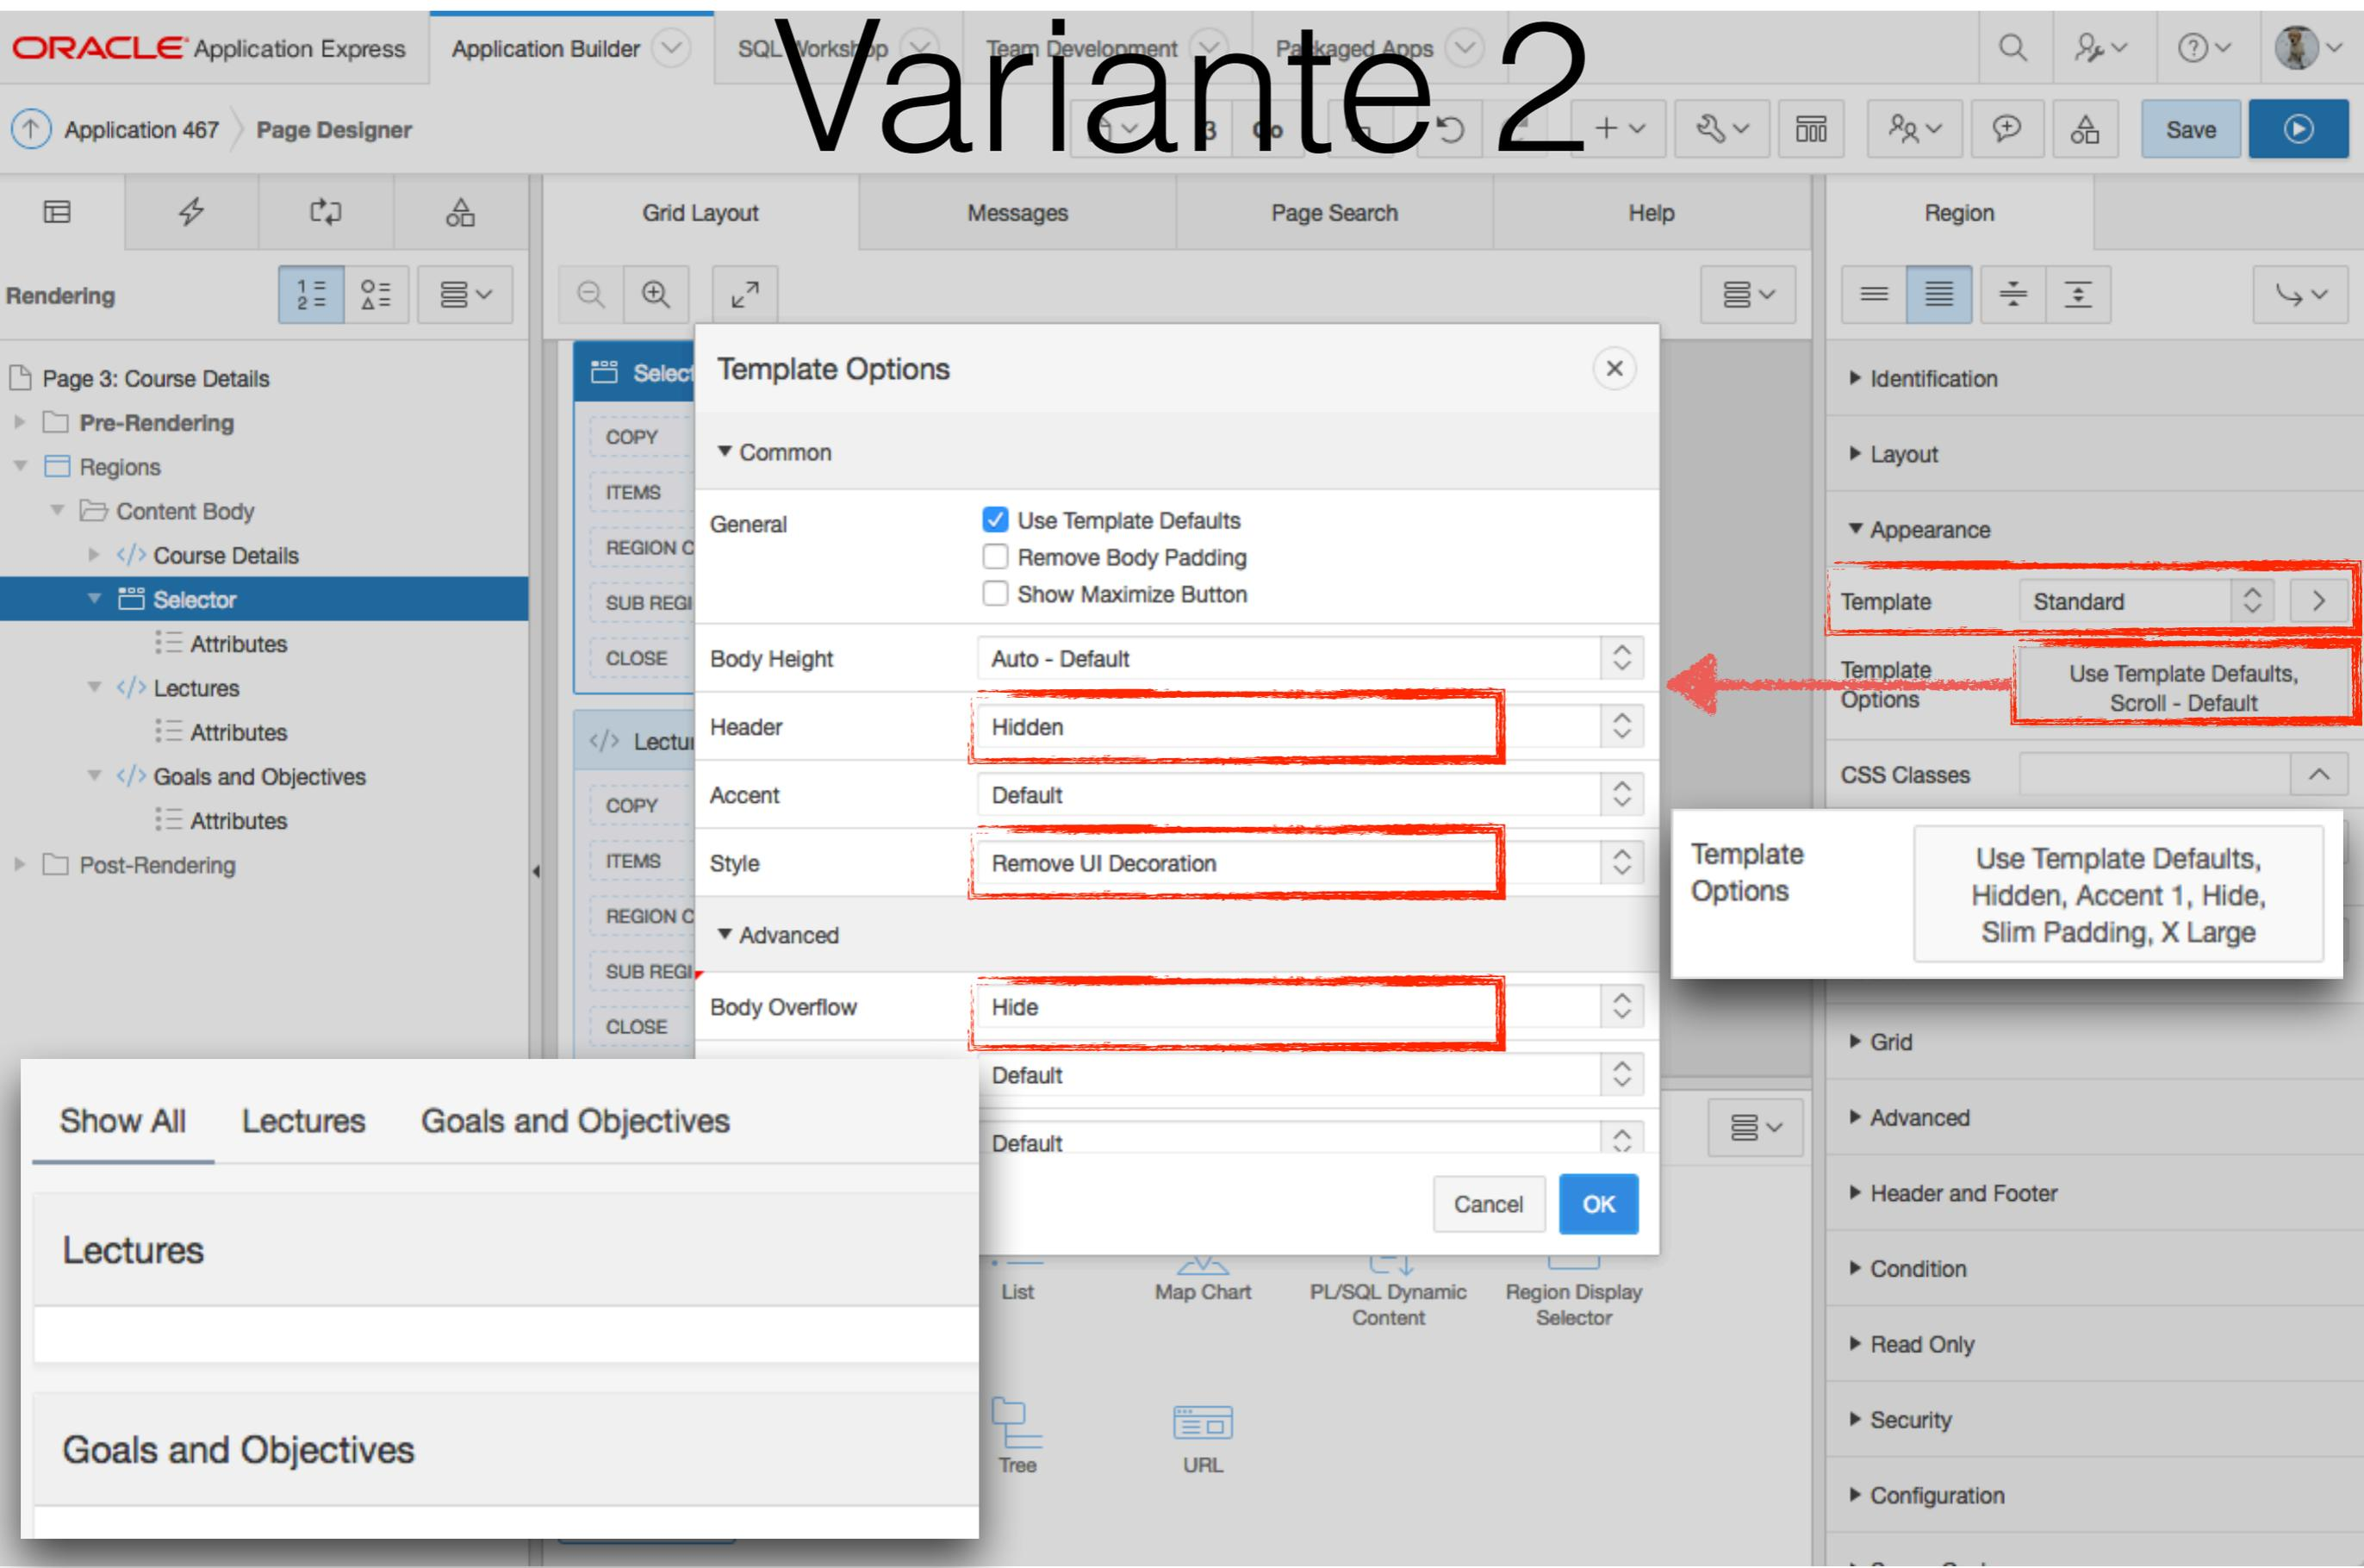 Variante 2
ORACLE Application Express
Application Builder
SQL Workshop
Team Development
Packaged Apps
Application 467
Page Designer
3
Go
Save
Grid Layout
Messages
Page Search
Help
Region
Rendering
Page 3: Course Details
Pre-Rendering
Regions
Content Body
Course Details
Selector
Attributes
Lectures
Attributes
Goals and Objectives
Attributes
Post-Rendering
COPY
ITEMS
CLOSE
COPY
ITEMS
CLOSE
Template Options
Common
General
Use Template Defaults
Remove Body Padding
Show Maximize Button
Body Height
Auto - Default
Header
Hidden
Accent
Default
Style
Remove UI Decoration
Advanced
Body Overflow
Hide
Default
Default
Cancel
OK
List
Map Chart
PL/SQL Dynamic
Content
Region Display
Selector
Tree
URL
Identification
Layout
Appearance
Template
Standard
Template
Options
Use Template Defaults,
Scroll - Default
CSS Classes
Template
Options
Use Template Defaults,
Hidden, Accent 1, Hide,
Slim Padding, X Large
Grid
Advanced
Header and Footer
Condition
Read Only
Security
Configuration
Show All
Lectures
Goals and Objectives
Lectures
Goals and Objectives